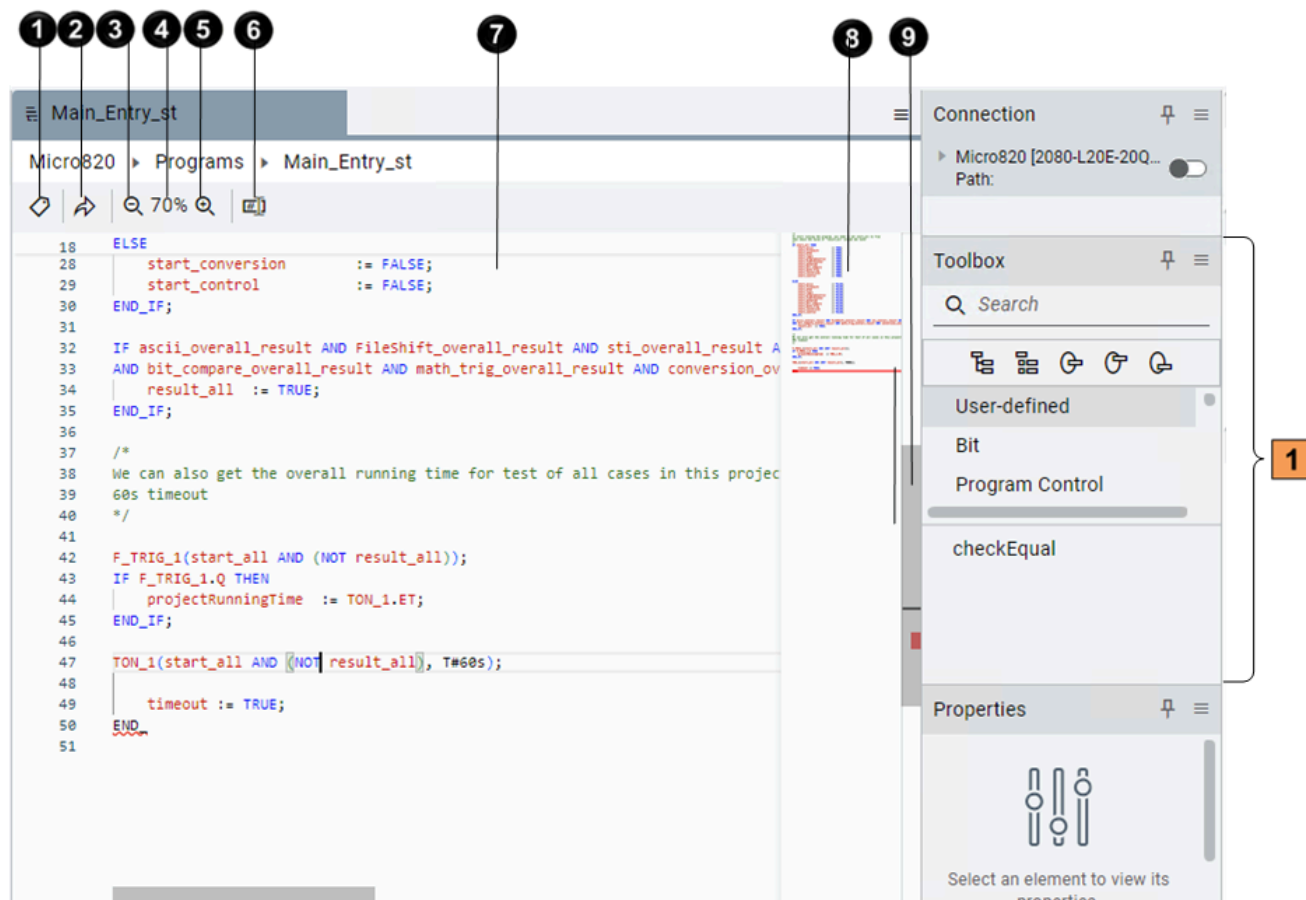 1 2 3 4 5 6 7 8 9
Main_Entry_st
Micro820 Programs Main_Entry_st
70%
18 ELSE
28 start_conversion := FALSE;
29 start_control := FALSE;
30 END_IF;
31
32 IF ascii_overall_result AND FileShift_overall_result AND sti_overall_result A
33 AND bit_compare_overall_result AND math_trig_overall_result AND conversion_ov
34 result_all := TRUE;
35 END_IF;
36
37 /*
38 We can also get the overall running time for test of all cases in this projec
39 60s timeout
40 */
41
42 F_TRIG_1(start_all AND (NOT result_all));
43 IF F_TRIG_1.Q THEN
44 projectRunningTime := TON_1.ET;
45 END_IF;
46
47 TON_1(start_all AND (NOT result_all), T#60s);
48
49 timeout := TRUE;
50 END_
51
Connection
Micro820 [2080-L20E-20Q...
Path:
Toolbox
Search
User-defined
Bit
Program Control
checkEqual
1
Properties
Select an element to view its